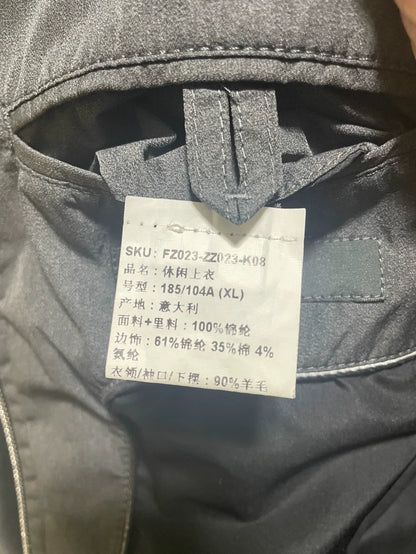 SKU: FZ023-ZZ023-K08
品名: 休闲上衣
号型: 185/104A (XL)
产地: 意大利
面料+里料: 100%锦纶
边饰: 61%锦纶 35%棉 4%
氨纶
衣领/袖口/下摆: 90%羊毛